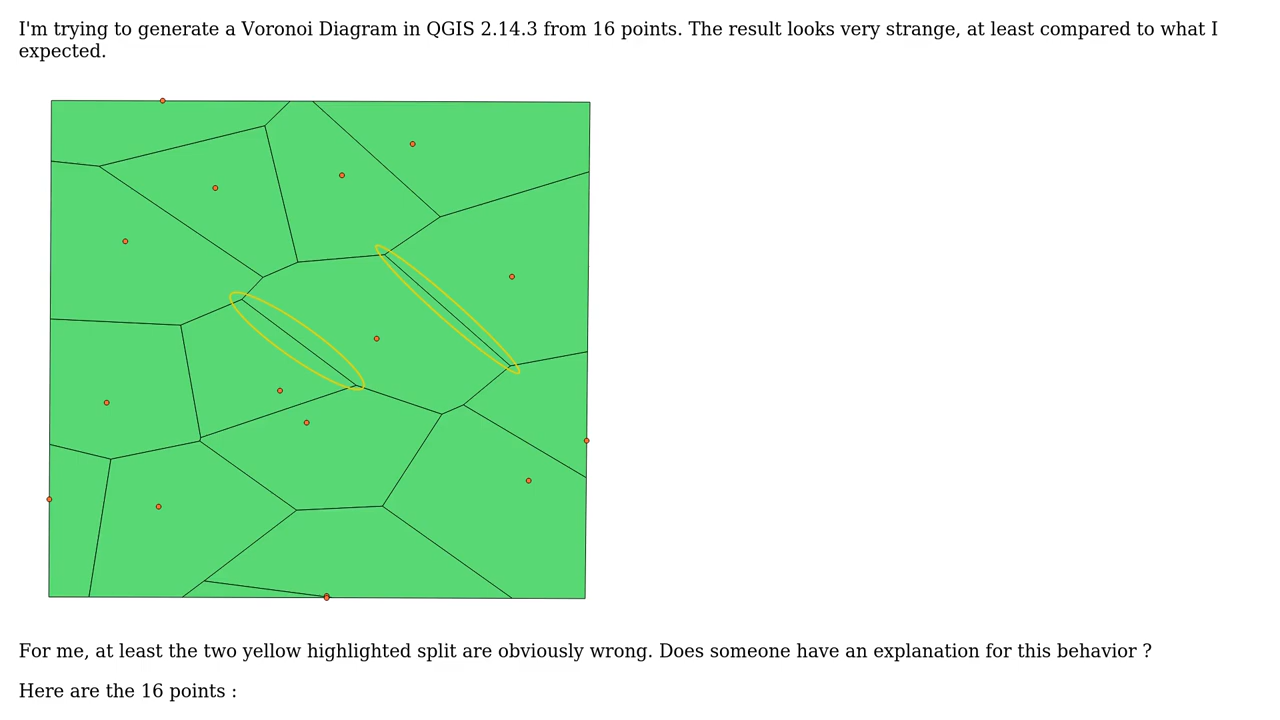 I'm trying to generate a Voronoi Diagram in QGIS 2.14.3 from 16 points. The result looks very strange, at least compared to what I
expected.
For me, at least the two yellow highlighted split are obviously wrong. Does someone have an explanation for this behavior ?
Here are the 16 points :